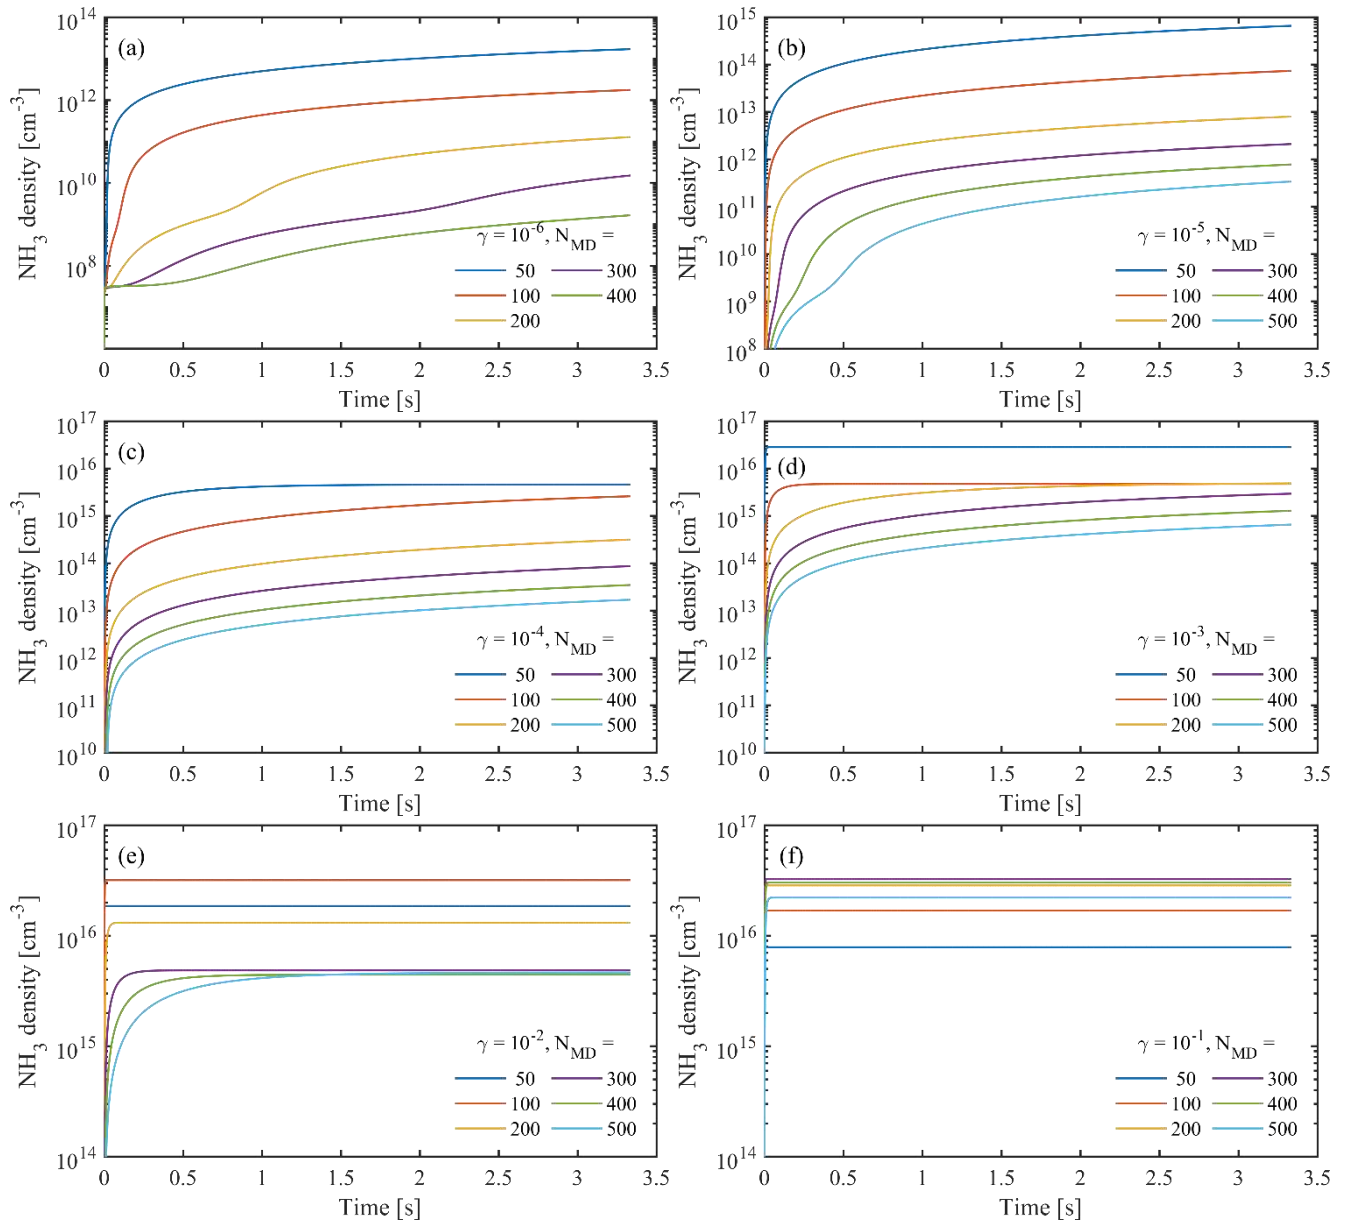 (a)
NH3 density [cm-3]
10^14
10^12
10^10
10^8
γ = 10^-6, N_MD =
50 300
100 400
200
0 0.5 1 1.5 2 2.5 3 3.5
Time [s]
(b)
NH3 density [cm-3]
10^15
10^14
10^13
10^12
10^11
10^10
10^9
10^8
γ = 10^-5, N_MD =
50 300
100 400
200 500
0 0.5 1 1.5 2 2.5 3 3.5
Time [s]
(c)
NH3 density [cm-3]
10^17
10^16
10^15
10^14
10^13
10^12
10^11
10^10
γ = 10^-4, N_MD =
50 300
100 400
200 500
0 0.5 1 1.5 2 2.5 3 3.5
Time [s]
(d)
NH3 density [cm-3]
10^17
10^16
10^15
10^14
10^13
10^12
10^11
10^10
γ = 10^-3, N_MD =
50 300
100 400
200 500
0 0.5 1 1.5 2 2.5 3 3.5
Time [s]
(e)
NH3 density [cm-3]
10^17
10^16
10^15
10^14
γ = 10^-2, N_MD =
50 300
100 400
200 500
0 0.5 1 1.5 2 2.5 3 3.5
Time [s]
(f)
NH3 density [cm-3]
10^17
10^16
10^15
10^14
γ = 10^-1, N_MD =
50 300
100 400
200 500
0 0.5 1 1.5 2 2.5 3 3.5
Time [s]